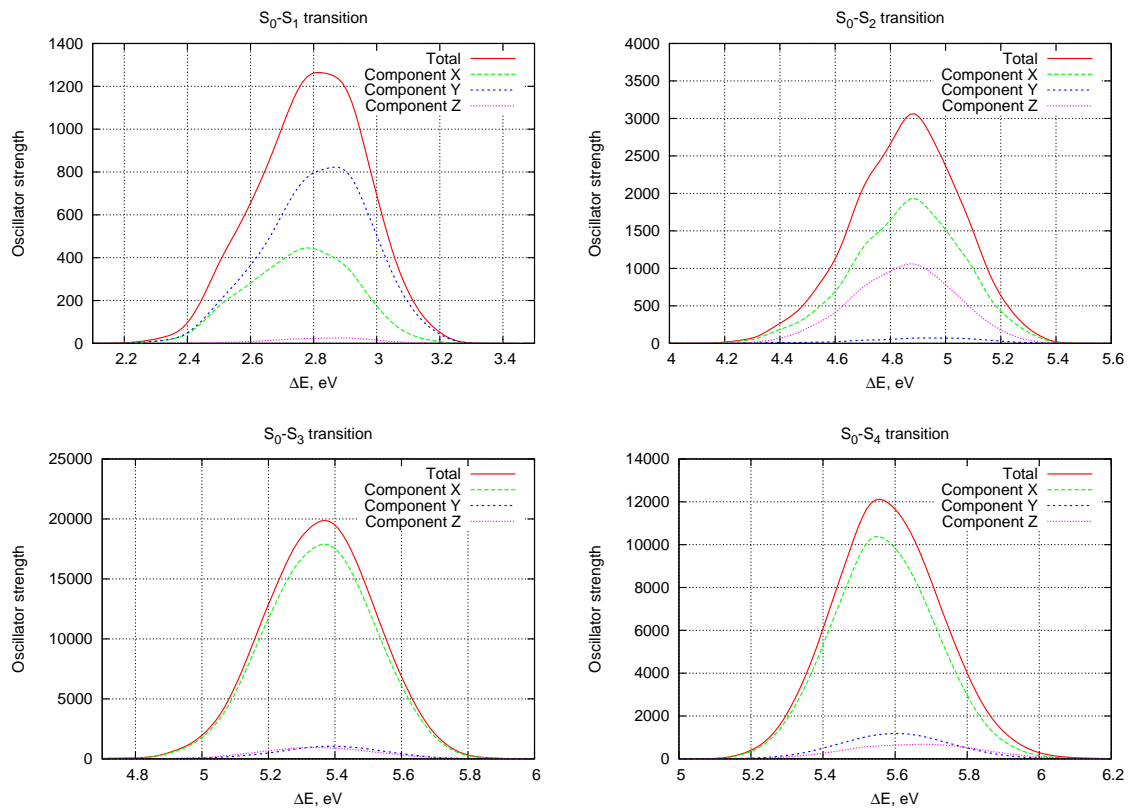 S0-S1 transition
Oscillator strength
1400
1200
1000
800
600
400
200
0
2.2 2.4 2.6 2.8 3 3.2 3.4
ΔE, eV
Total
Component X
Component Y
Component Z
S0-S2 transition
Oscillator strength
4000
3500
3000
2500
2000
1500
1000
500
0
4 4.2 4.4 4.6 4.8 5 5.2 5.4 5.6
ΔE, eV
Total
Component X
Component Y
Component Z
S0-S3 transition
Oscillator strength
25000
20000
15000
10000
5000
0
4.8 5 5.2 5.4 5.6 5.8 6
ΔE, eV
Total
Component X
Component Y
Component Z
S0-S4 transition
Oscillator strength
14000
12000
10000
8000
6000
4000
2000
0
5 5.2 5.4 5.6 5.8 6 6.2
ΔE, eV
Total
Component X
Component Y
Component Z